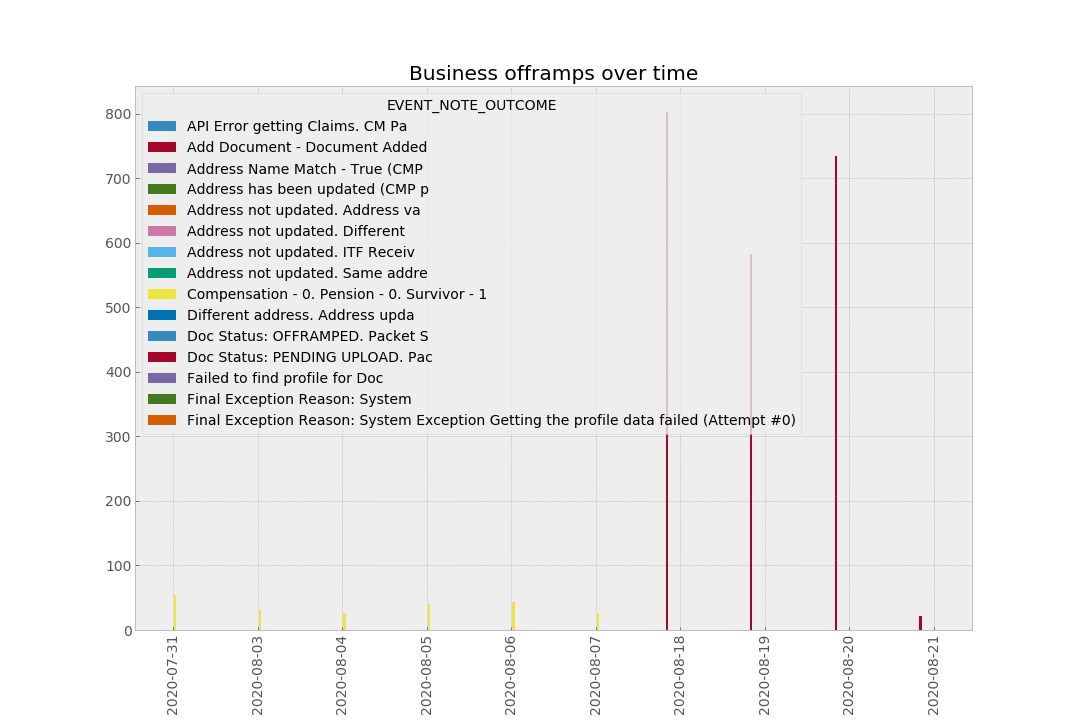 Business offramps over time
EVENT_NOTE_OUTCOME
API Error getting Claims. CM Pa
Add Document - Document Added
Address Name Match - True (CMP
Address has been updated (CMP p
Address not updated. Address va
Address not updated. Different
Address not updated. ITF Receiv
Address not updated. Same addre
Compensation - 0. Pension - 0. Survivor - 1
Different address. Address upda
Doc Status: OFFRAMPED. Packet S
Doc Status: PENDING UPLOAD. Pac
Failed to find profile for Doc
Final Exception Reason: System
Final Exception Reason: System Exception Getting the profile data failed (Attempt #0)
800
700
600
500
400
300
200
100
0
2020-07-31
2020-08-03
2020-08-04
2020-08-05
2020-08-06
2020-08-07
2020-08-18
2020-08-19
2020-08-20
2020-08-21